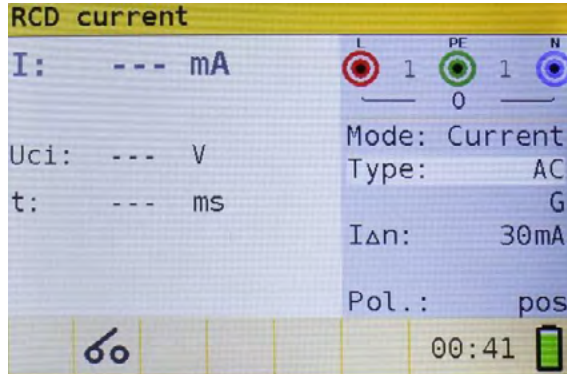 RCD current
I: --- mA
L PE N
1 1
0
Uci: --- V
t: --- ms
Mode: Current
Type: AC
G
IΔn: 30mA
Pol.: pos
00:41